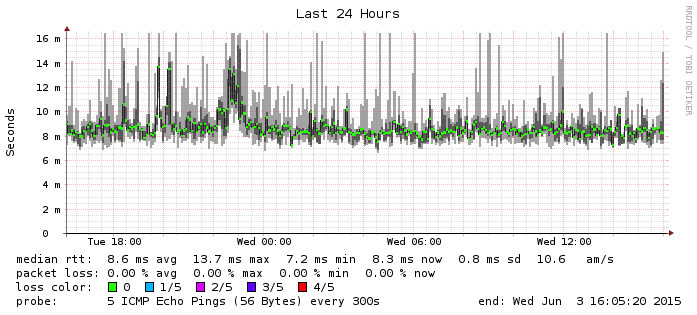 Last 24 Hours
RRDTOOL / TOBI OETIKER
Seconds
16 m
14 m
12 m
10 m
8 m
6 m
4 m
2 m
0
Tue 18:00 Wed 00:00 Wed 06:00 Wed 12:00
median rtt: 8.6 ms avg 13.7 ms max 7.2 ms min 8.3 ms now 0.8 ms sd 10.6 am/s
packet loss: 0.00 % avg 0.00 % max 0.00 % min 0.00 % now
loss color: 0 1/5 2/5 3/5 4/5
probe: 5 ICMP Echo Pings (56 Bytes) every 300s end: Wed Jun 3 16:05:20 2015